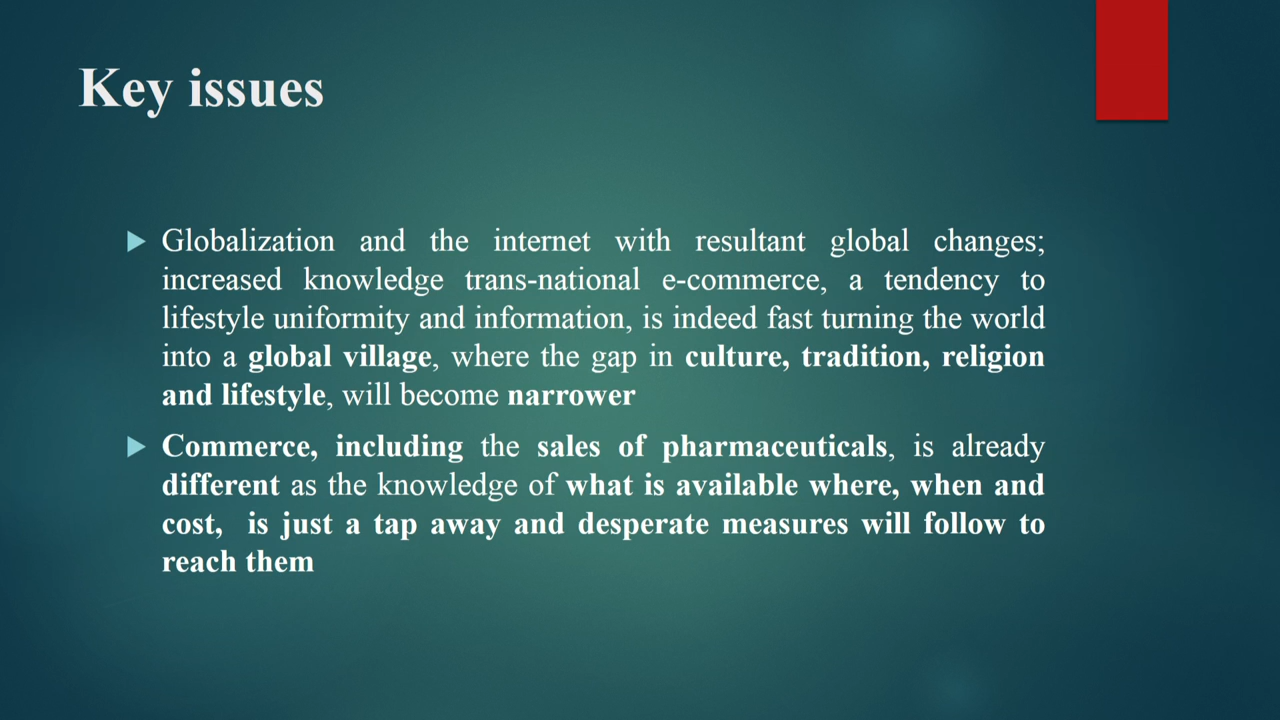 Key issues
Globalization and the internet with resultant global changes;
increased knowledge trans-national e-commerce, a tendency to
lifestyle uniformity and information, is indeed fast turning the world
into a global village, where the gap in culture, tradition, religion
and lifestyle, will become narrower
Commerce, including the sales of pharmaceuticals, is already
different as the knowledge of what is available where, when and
cost, is just a tap away and desperate measures will follow to
reach them